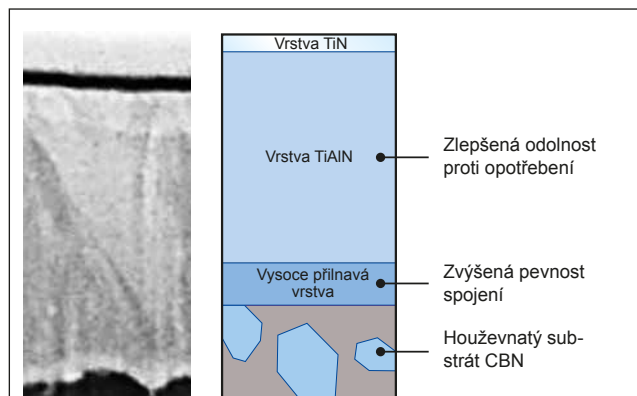 Vrstva TiN
Vrstva TiAlN
Zlepšená odolnost
proti opotřebení
Vysoce přilnavá
vrstva
Zvýšená pevnost
spojení
Houževnatý sub-
strát CBN